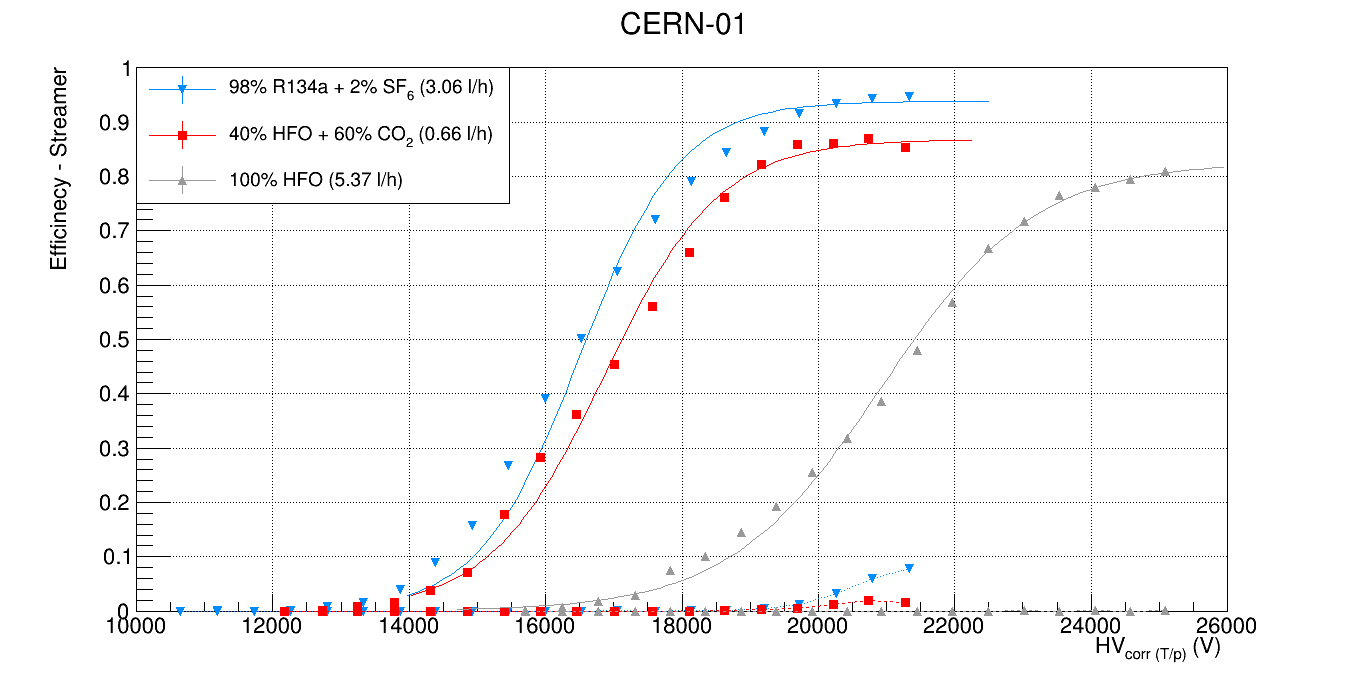 CERN-01
Efficinecy - Streamer
98% R134a + 2% SF6 (3.06 l/h)
40% HFO + 60% CO2 (0.66 l/h)
100% HFO (5.37 l/h)
1
0.9
0.8
0.7
0.6
0.5
0.4
0.3
0.2
0.1
0
10000 12000 14000 16000 18000 20000 22000 24000 26000
HVcorr (T/p) (V)